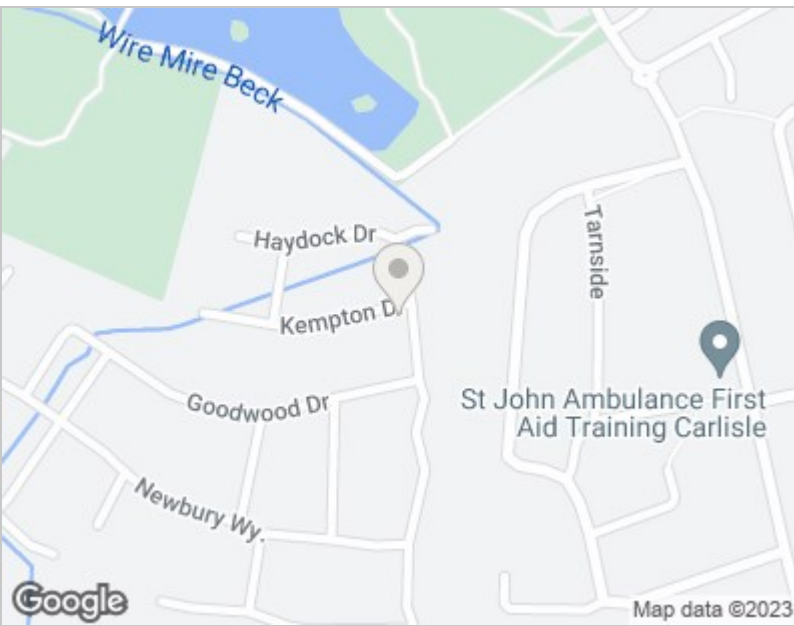 Wire Mire Beck
Haydock Dr
Tarnside
Kempton D
Goodwood Dr
St John Ambulance First
Aid Training Carlisle
Newbury Wy.
Google
Map data ©2023